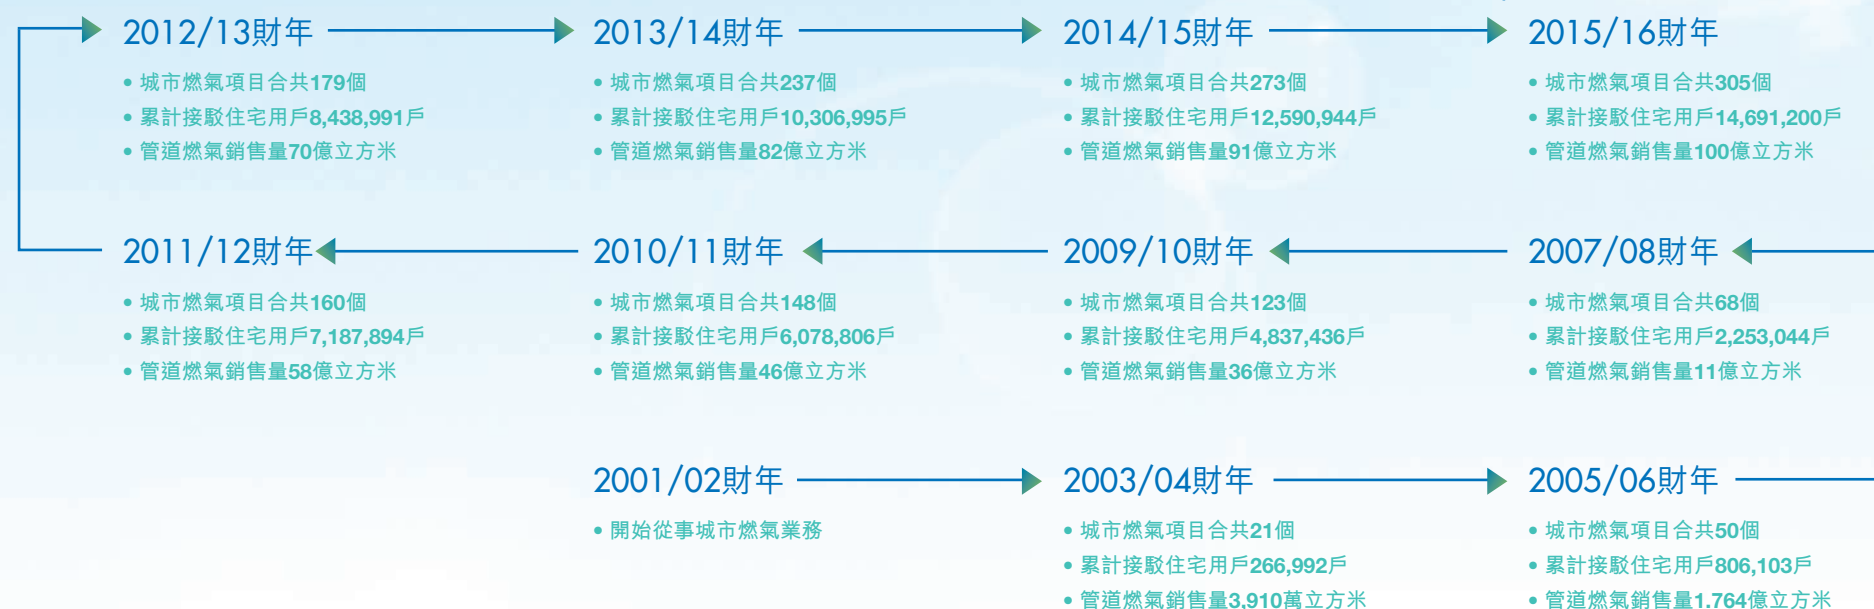 2012/13財年
• 城市燃氣項目合共179個
• 累計接駁住宅用戶8,438,991戶
• 管道燃氣銷售量70億立方米
2013/14財年
• 城市燃氣項目合共237個
• 累計接駁住宅用戶10,306,995戶
• 管道燃氣銷售量82億立方米
2014/15財年
• 城市燃氣項目合共273個
• 累計接駁住宅用戶12,590,944戶
• 管道燃氣銷售量91億立方米
2015/16財年
• 城市燃氣項目合共305個
• 累計接駁住宅用戶14,691,200戶
• 管道燃氣銷售量100億立方米
2011/12財年
• 城市燃氣項目合共160個
• 累計接駁住宅用戶7,187,894戶
• 管道燃氣銷售量58億立方米
2010/11財年
• 城市燃氣項目合共148個
• 累計接駁住宅用戶6,078,806戶
• 管道燃氣銷售量46億立方米
2009/10財年
• 城市燃氣項目合共123個
• 累計接駁住宅用戶4,837,436戶
• 管道燃氣銷售量36億立方米
2007/08財年
• 城市燃氣項目合共68個
• 累計接駁住宅用戶2,253,044戶
• 管道燃氣銷售量11億立方米
2001/02財年
• 開始從事城市燃氣業務
2003/04財年
• 城市燃氣項目合共21個
• 累計接駁住宅用戶266,992戶
• 管道燃氣銷售量3,910萬立方米
2005/06財年
• 城市燃氣項目合共50個
• 累計接駁住宅用戶806,103戶
• 管道燃氣銷售量1.764億立方米